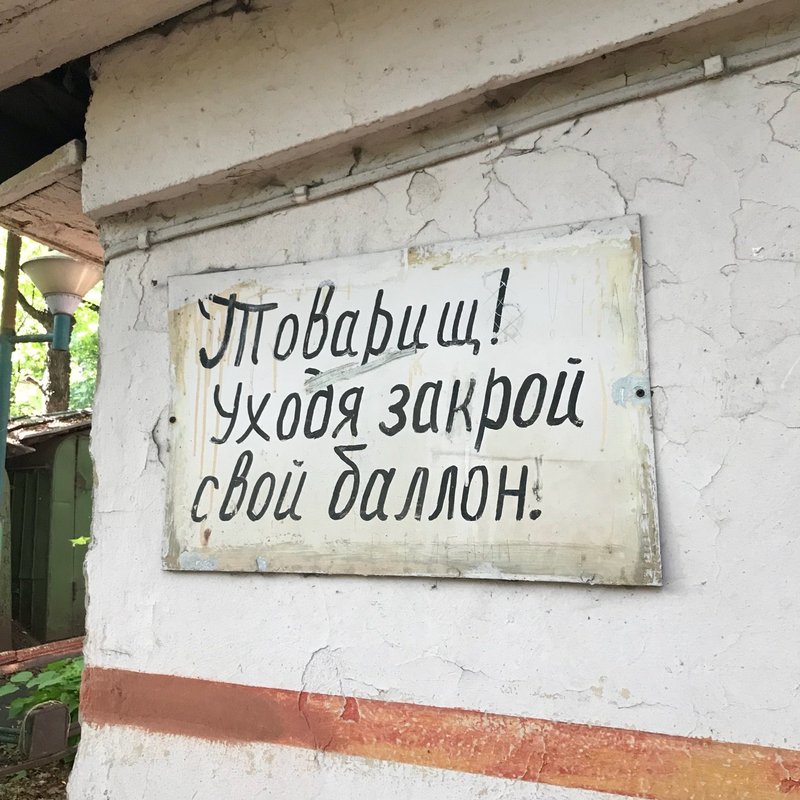 Товарищ!
Уходя закрой
свой баллон.